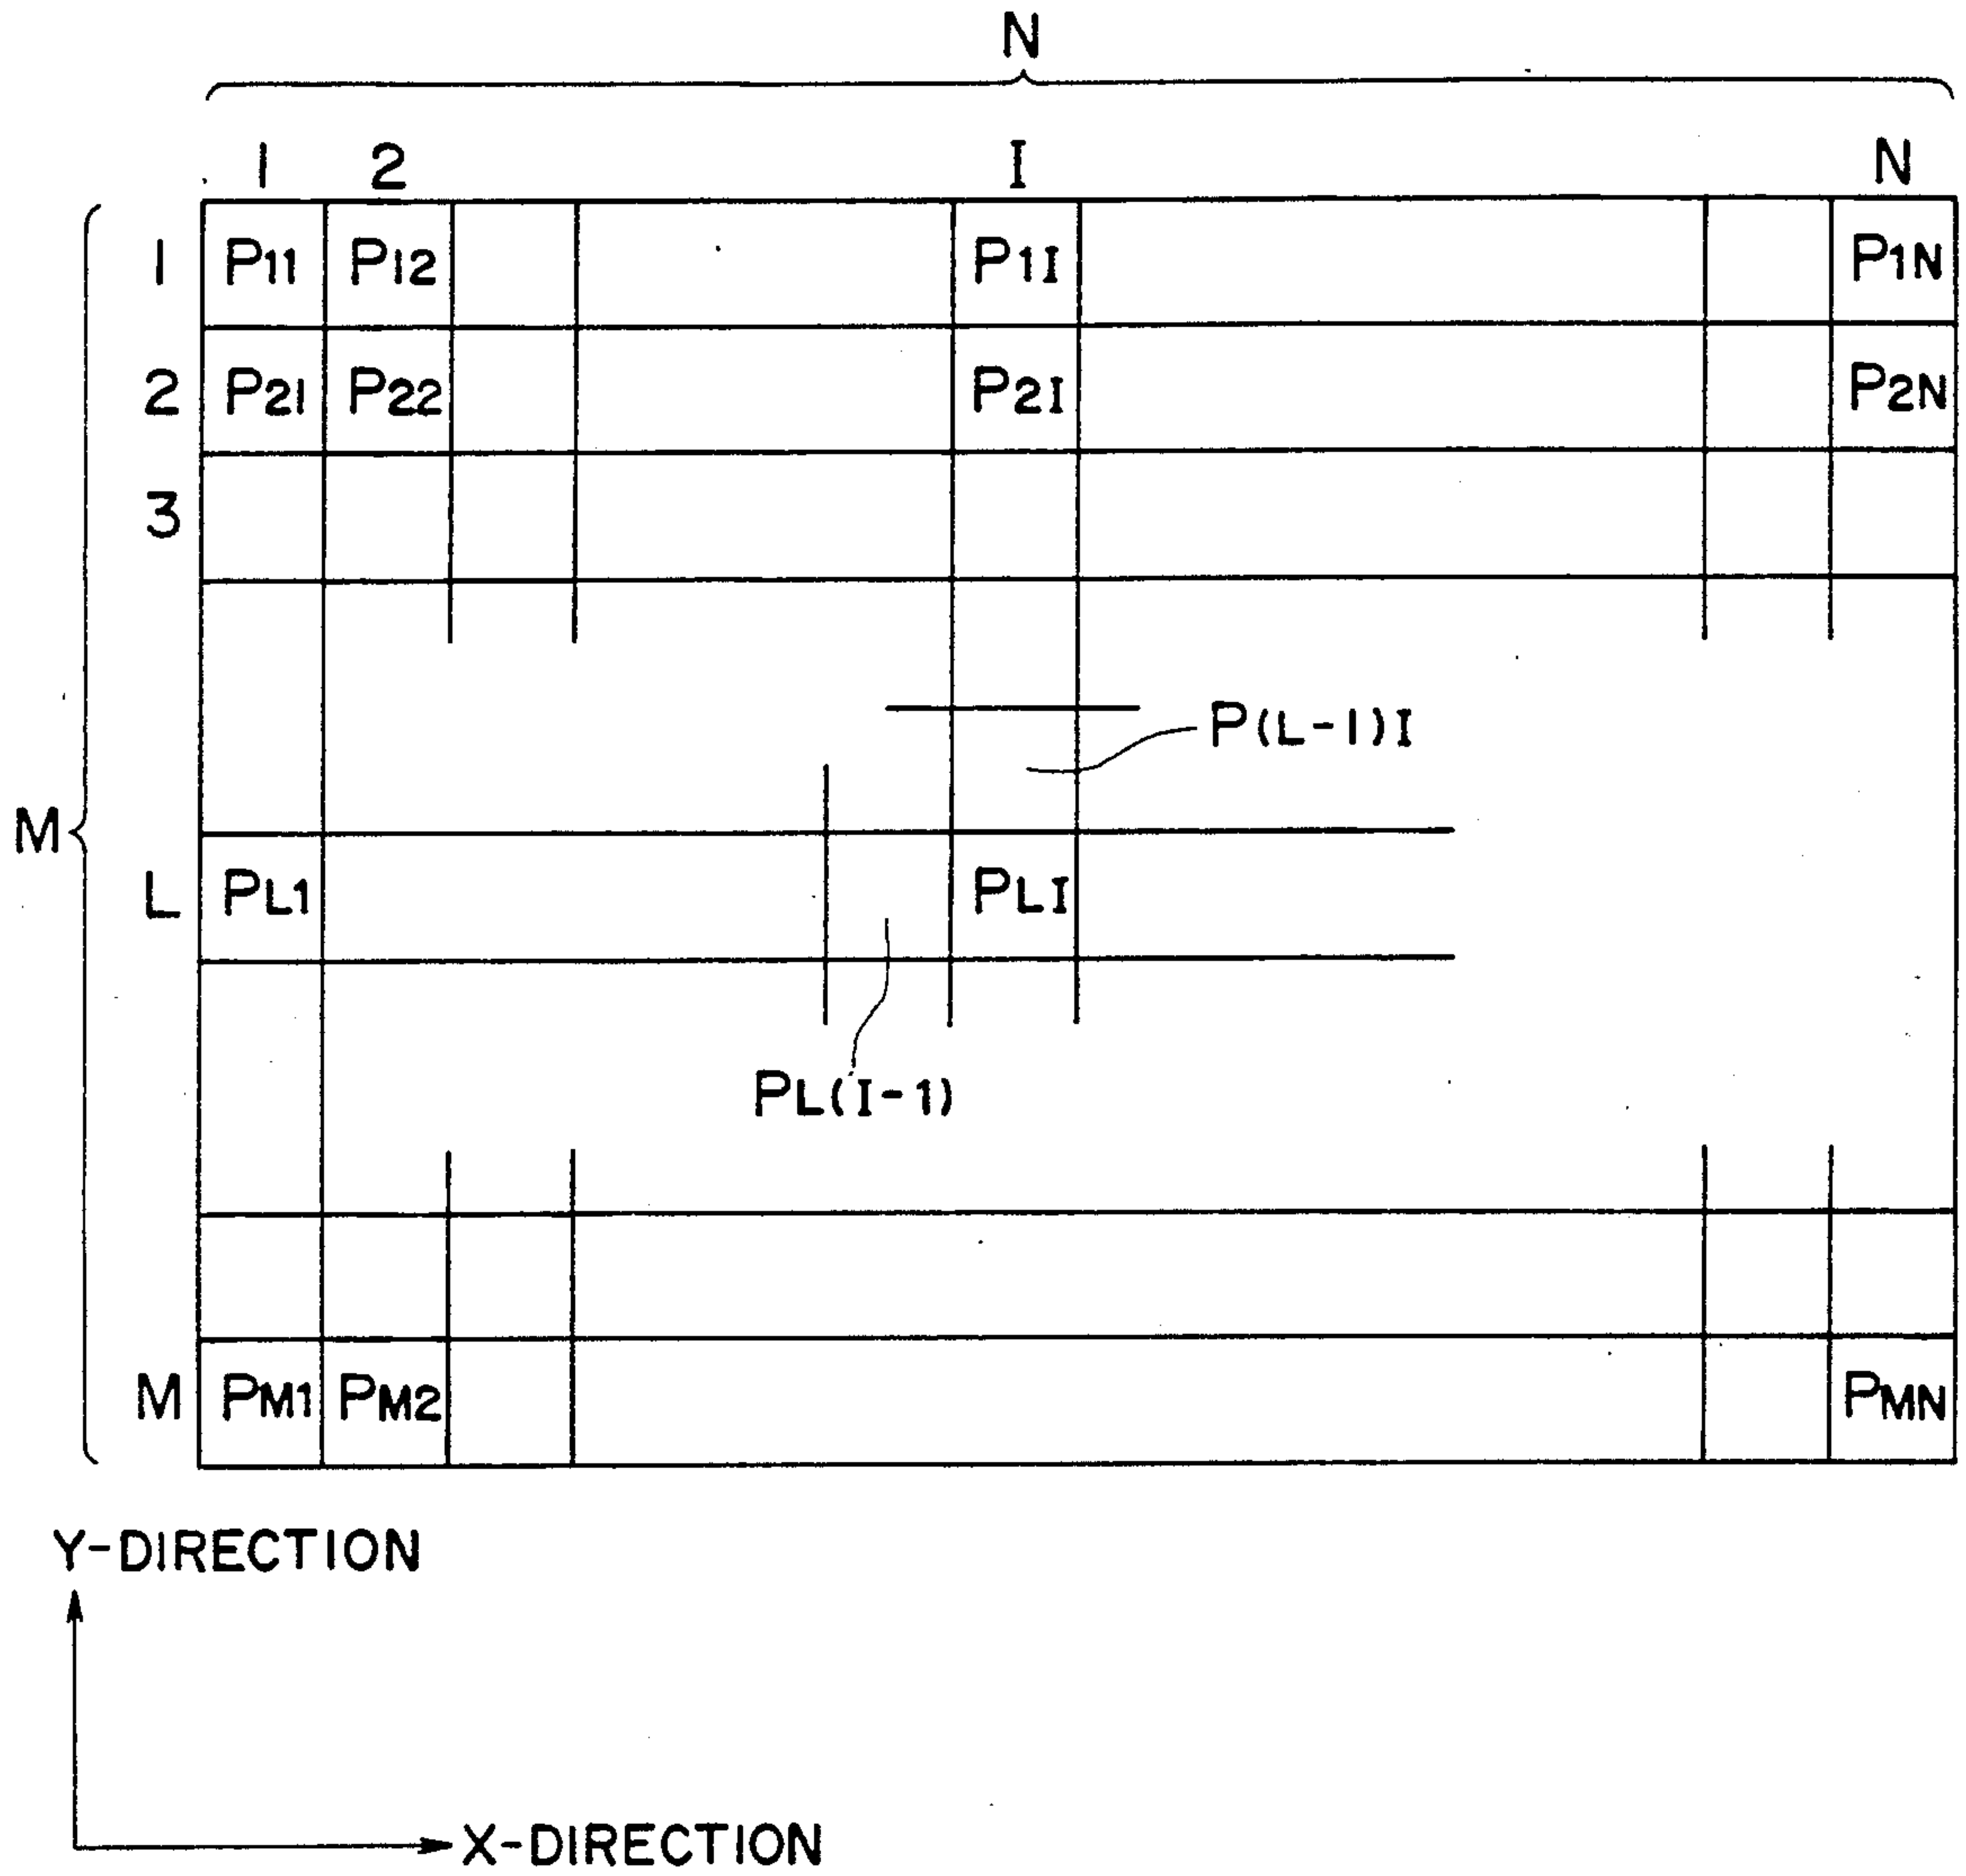 N
1 2 I N
1 P11 P12 P1I P1N
2 P21 P22 P2I P2N
3
P(L-1)I
M
L PL1 PLI
PL(I-1)
M PM1 PM2 PMN
Y-DIRECTION
X-DIRECTION